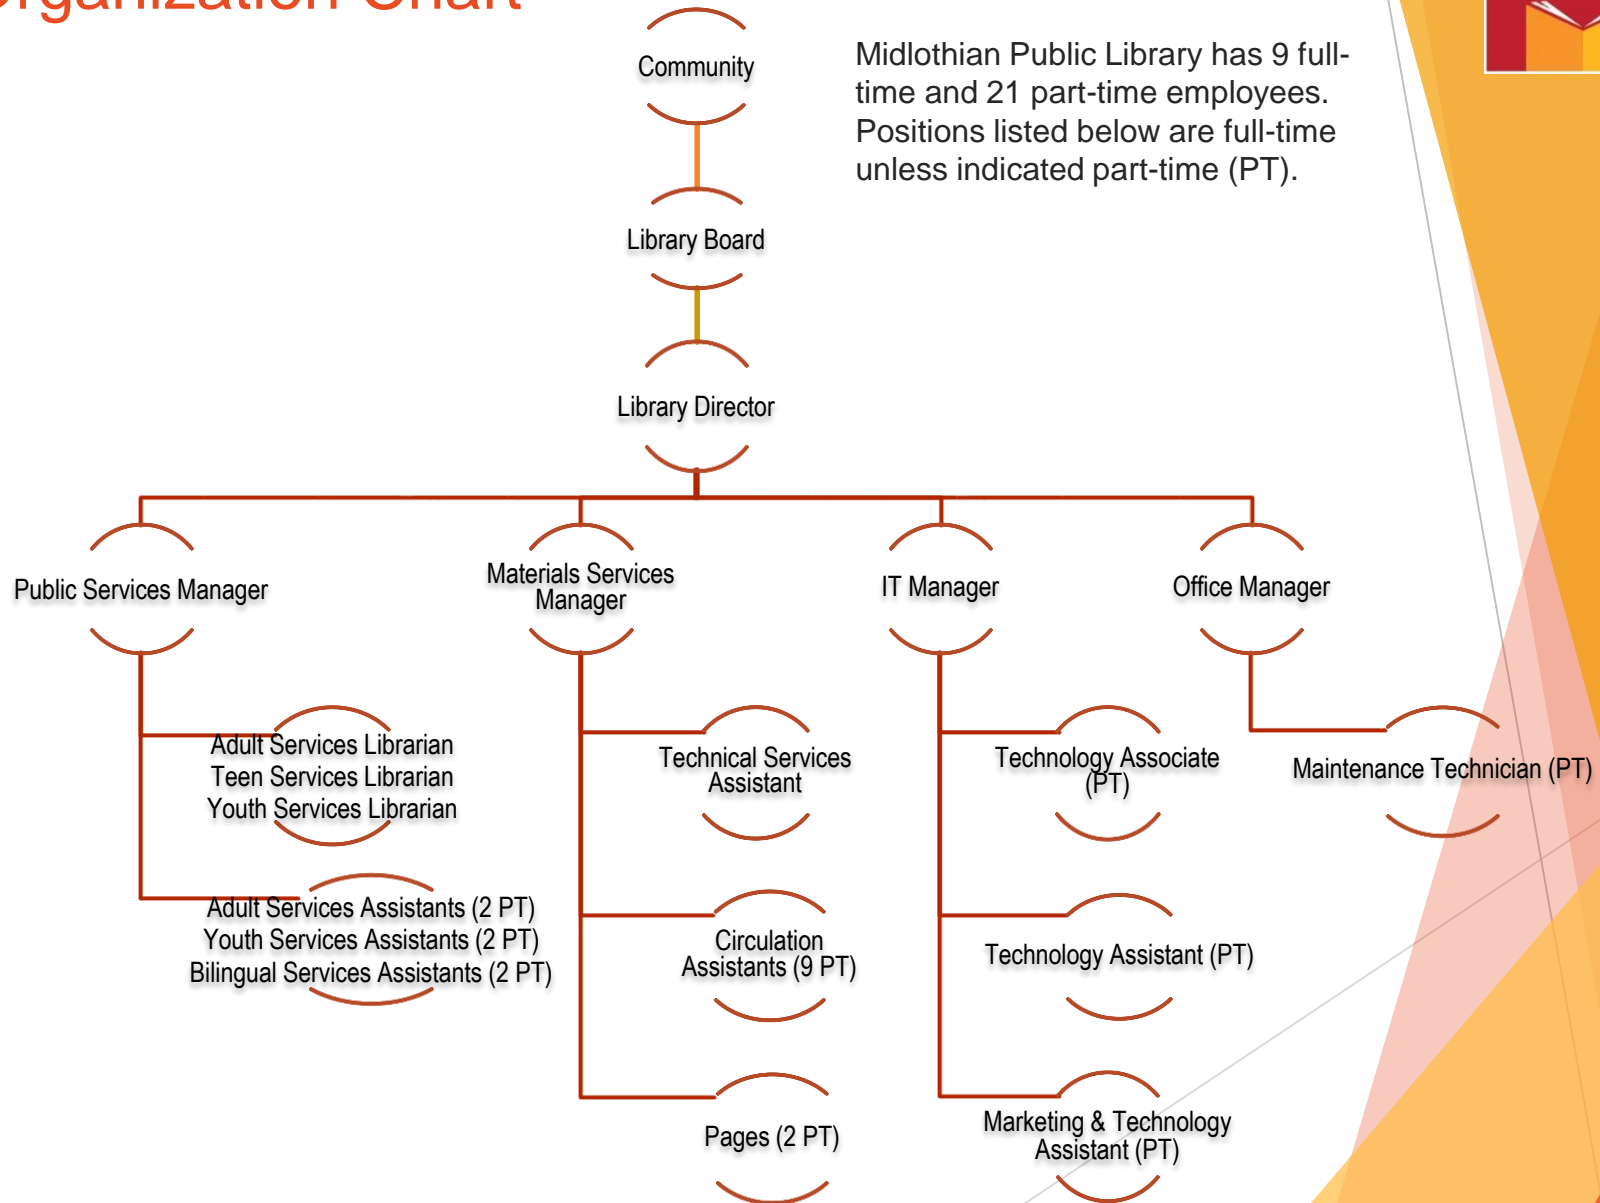 Organization Chart
Community
Midlothian Public Library has 9 full-
time and 21 part-time employees.
Positions listed below are full-time
unless indicated part-time (PT).
Library Board
Library Director
Public Services Manager
Materials Services
Manager
IT Manager
Office Manager
Adult Services Librarian
Teen Services Librarian
Youth Services Librarian
Technical Services
Assistant
Technology Associate
(PT)
Maintenance Technician (PT)
Adult Services Assistants (2 PT)
Youth Services Assistants (2 PT)
Bilingual Services Assistants (2 PT)
Circulation
Assistants (9 PT)
Technology Assistant (PT)
Pages (2 PT)
Marketing & Technology
Assistant (PT)